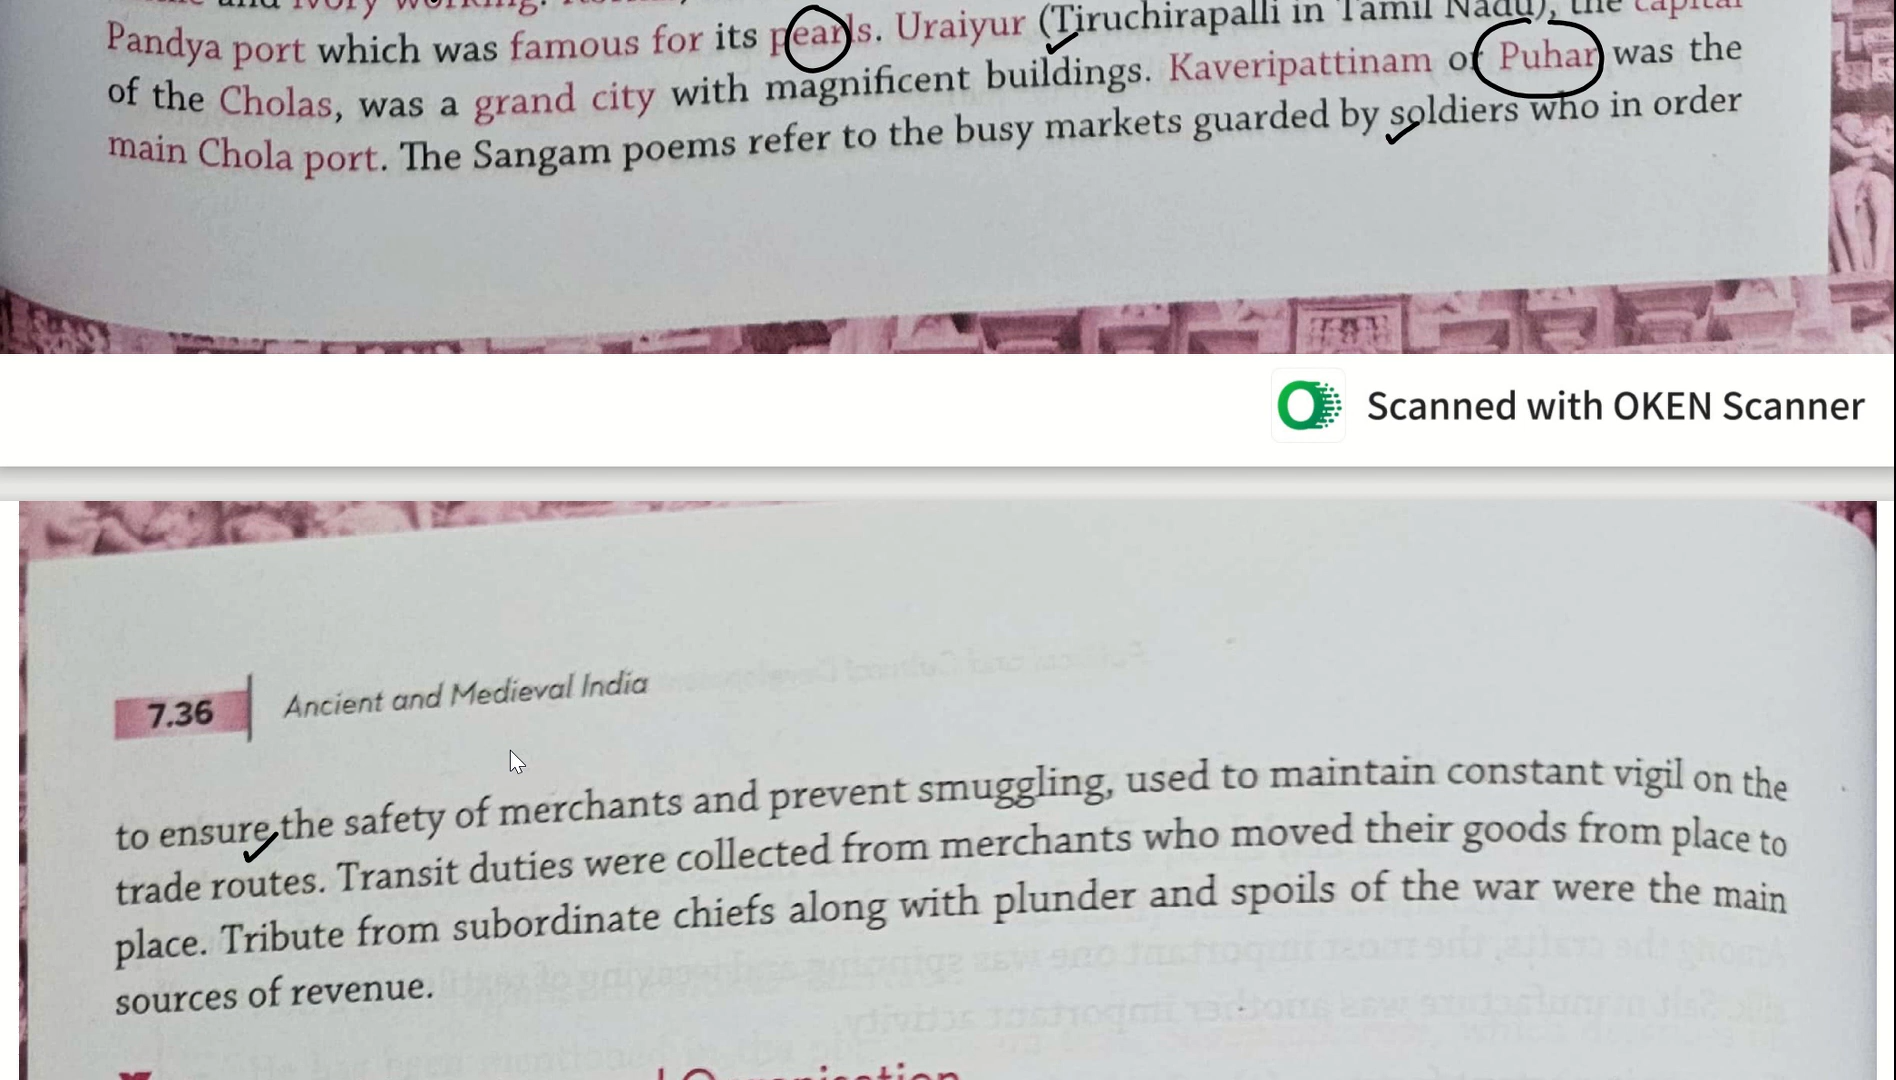 and ivory working.
Pandya port which was famous for its pearls. Uraiyur (Tiruchirapalli in Tamil Nadu), the capital
of the Cholas, was a grand city with magnificent buildings. Kaveripattinam or Puhar was the
main Chola port. The Sangam poems refer to the busy markets guarded by soldiers who in order
Scanned with OKEN Scanner
7.36 Ancient and Medieval India
to ensure the safety of merchants and prevent smuggling, used to maintain constant vigil on the
trade routes. Transit duties were collected from merchants who moved their goods from place to
place. Tribute from subordinate chiefs along with plunder and spoils of the war were the main
sources of revenue.